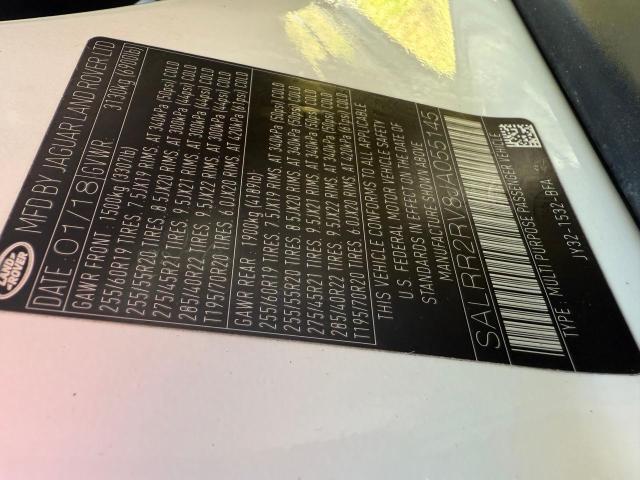 LAND ROVER
MFD BY JAGUAR LAND ROVER LTD
DATE: 01/18 GVWR 3130kg (6900lb)
GAWR FRONT : 1500kg (3307lb)
255/60R19 TIRES, 7.5JX19 RIMS, AT 340kPa (50psi) COLD
255/55R20 TIRES, 8.5JX20 RIMS, AT 300kPa (44psi) COLD
275/45R21 TIRES, 9.5JX21 RIMS, AT 300kPa (44psi) COLD
285/40R22 TIRES, 9.5JX22 RIMS, AT 300kPa (44psi) COLD
T195/70R20 TIRES, 6.0JX20 RIMS, AT 420kPa (61psi) COLD
GAWR REAR : 1900kg (4189lb)
255/60R19 TIRES, 7.5JX19 RIMS, AT 340kPa (50psi) COLD
255/55R20 TIRES, 8.5JX20 RIMS, AT 340kPa (50psi) COLD
275/45R21 TIRES, 9.5JX21 RIMS, AT 340kPa (50psi) COLD
285/40R22 TIRES, 9.5JX22 RIMS, AT 340kPa (50psi) COLD
T195/70R20 TIRES, 6.0JX20 RIMS, AT 420kPa (61psi) COLD
THIS VEHICLE CONFORMS TO ALL APPLICABLE
U.S. FEDERAL MOTOR VEHICLE SAFETY
STANDARDS IN EFFECT ON THE DATE OF
MANUFACTURE SHOWN ABOVE
SALRR2RV8JA055145
TYPE : MULTI PURPOSE PASSENGER VEHICLE
JY32-1532-BFA